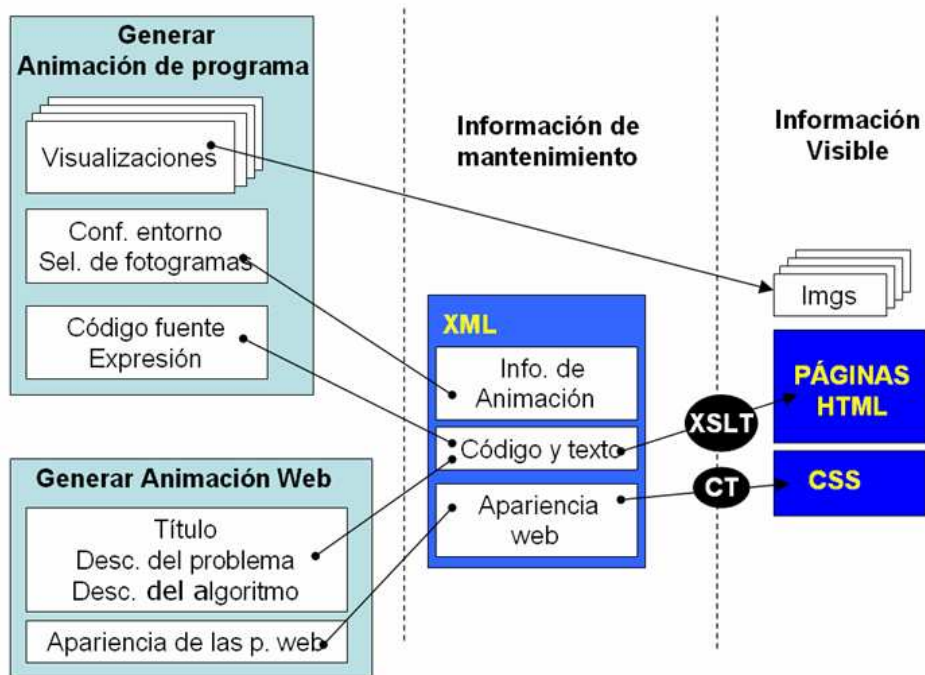 Generar
Animación de programa
Visualizaciones
Conf. entorno
Sel. de fotogramas
Código fuente
Expresión
Generar Animación Web
Título
Desc. del problema
Desc. del algoritmo
Apariencia de las p. web
Información de
mantenimiento
XML
Info. de
Animación
Código y texto
Apariencia
web
XSLT
CT
Información
Visible
Imgs
PÁGINAS
HTML
CSS